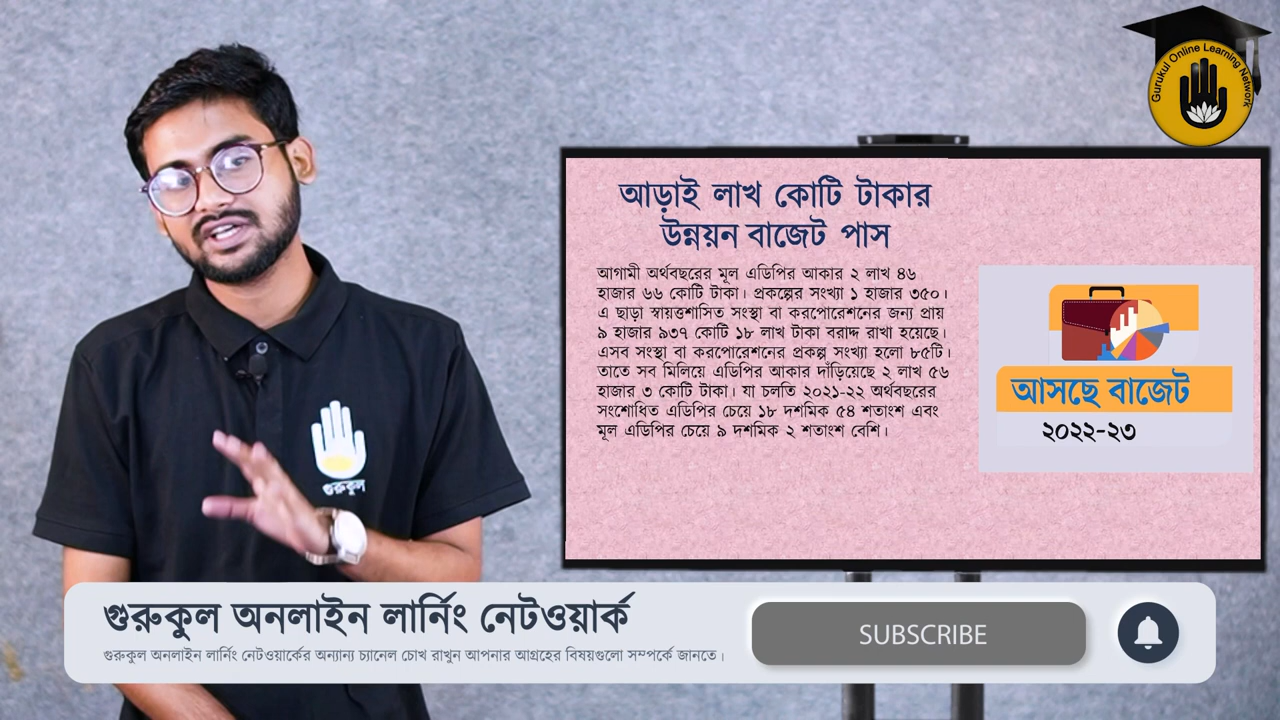 Gurukul Online Learning Network
আড়াই লাখ কোটি টাকার
উন্নয়ন বাজেট পাস
আগামী অর্থবছরের মূল এডিপির আকার ২ লাখ ৪৬
হাজার ৬৬ কোটি টাকা। প্রকল্পের সংখ্যা ১ হাজার ৩৫০।
এ ছাড়া স্বায়ত্তশাসিত সংস্থা বা করপোরেশনের জন্য প্রায়
৯ হাজার ৯৩৭ কোটি ১৮ লাখ টাকা বরাদ্দ রাখা হয়েছে।
এসব সংস্থা বা করপোরেশনের প্রকল্প সংখ্যা হলো ৮৫টি।
তাতে সব মিলিয়ে এডিপির আকার দাঁড়িয়েছে ২ লাখ ৫৬
হাজার ৩ কোটি টাকা। যা চলতি ২০২১-২২ অর্থবছরের
সংশোধিত এডিপির চেয়ে ১৮ দশমিক ৫৪ শতাংশ এবং
মূল এডিপির চেয়ে ৯ দশমিক ২ শতাংশ বেশি।
আসছে বাজেট
২০২২-২৩
গুরুকুল
গুরুকুল অনলাইন লার্নিং নেটওয়ার্ক
গুরুকুল অনলাইন লার্নিং নেটওয়ার্কের অন্যান্য চ্যানেল চোখ রাখুন আপনার আগ্রহের বিষয়গুলো সম্পর্কে জানতে।
SUBSCRIBE